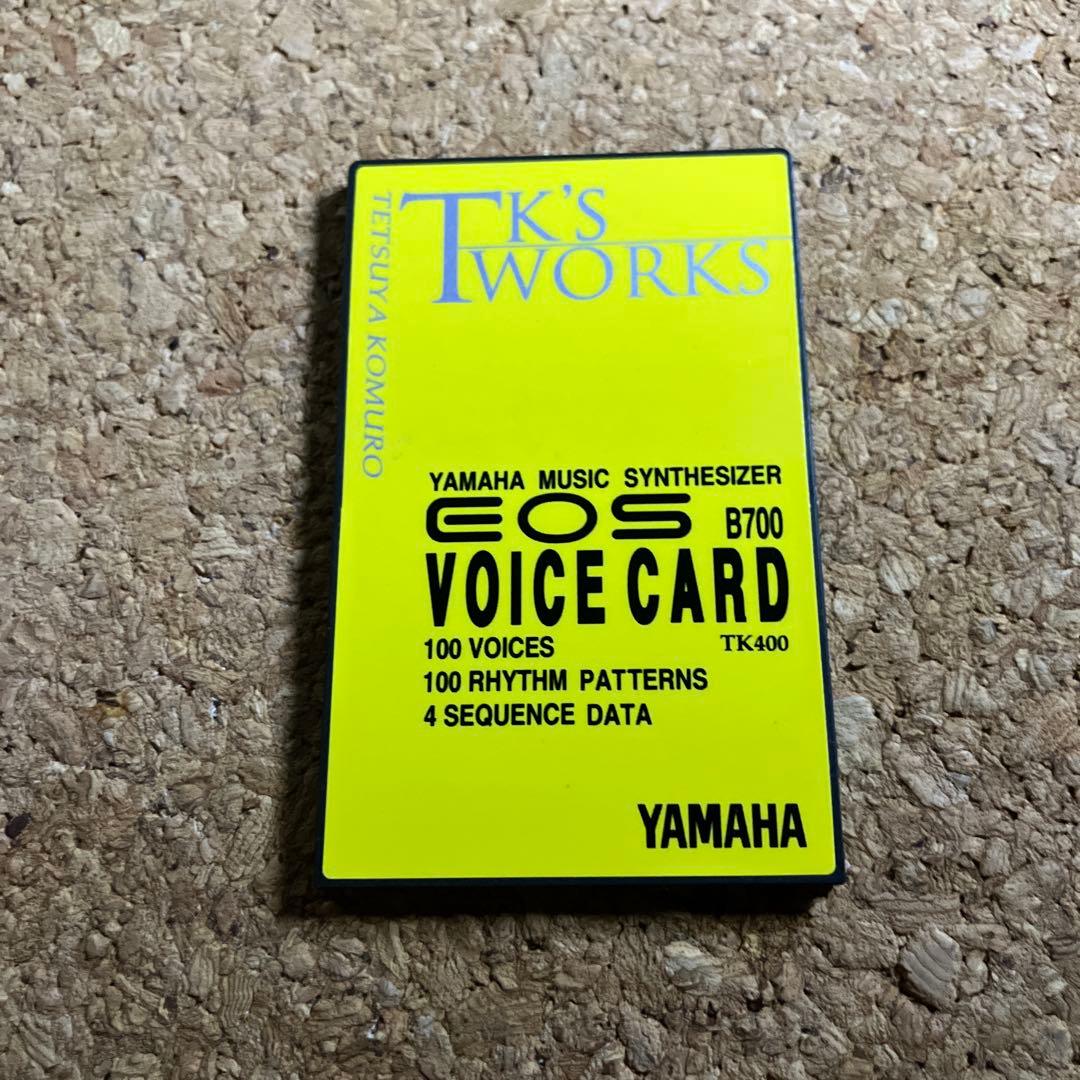 TK'S
WORKS
TETSUYA KOMURO
YAMAHA MUSIC SYNTHESIZER
EOS B700
VOICE CARD
TK400
100 VOICES
100 RHYTHM PATTERNS
4 SEQUENCE DATA
YAMAHA